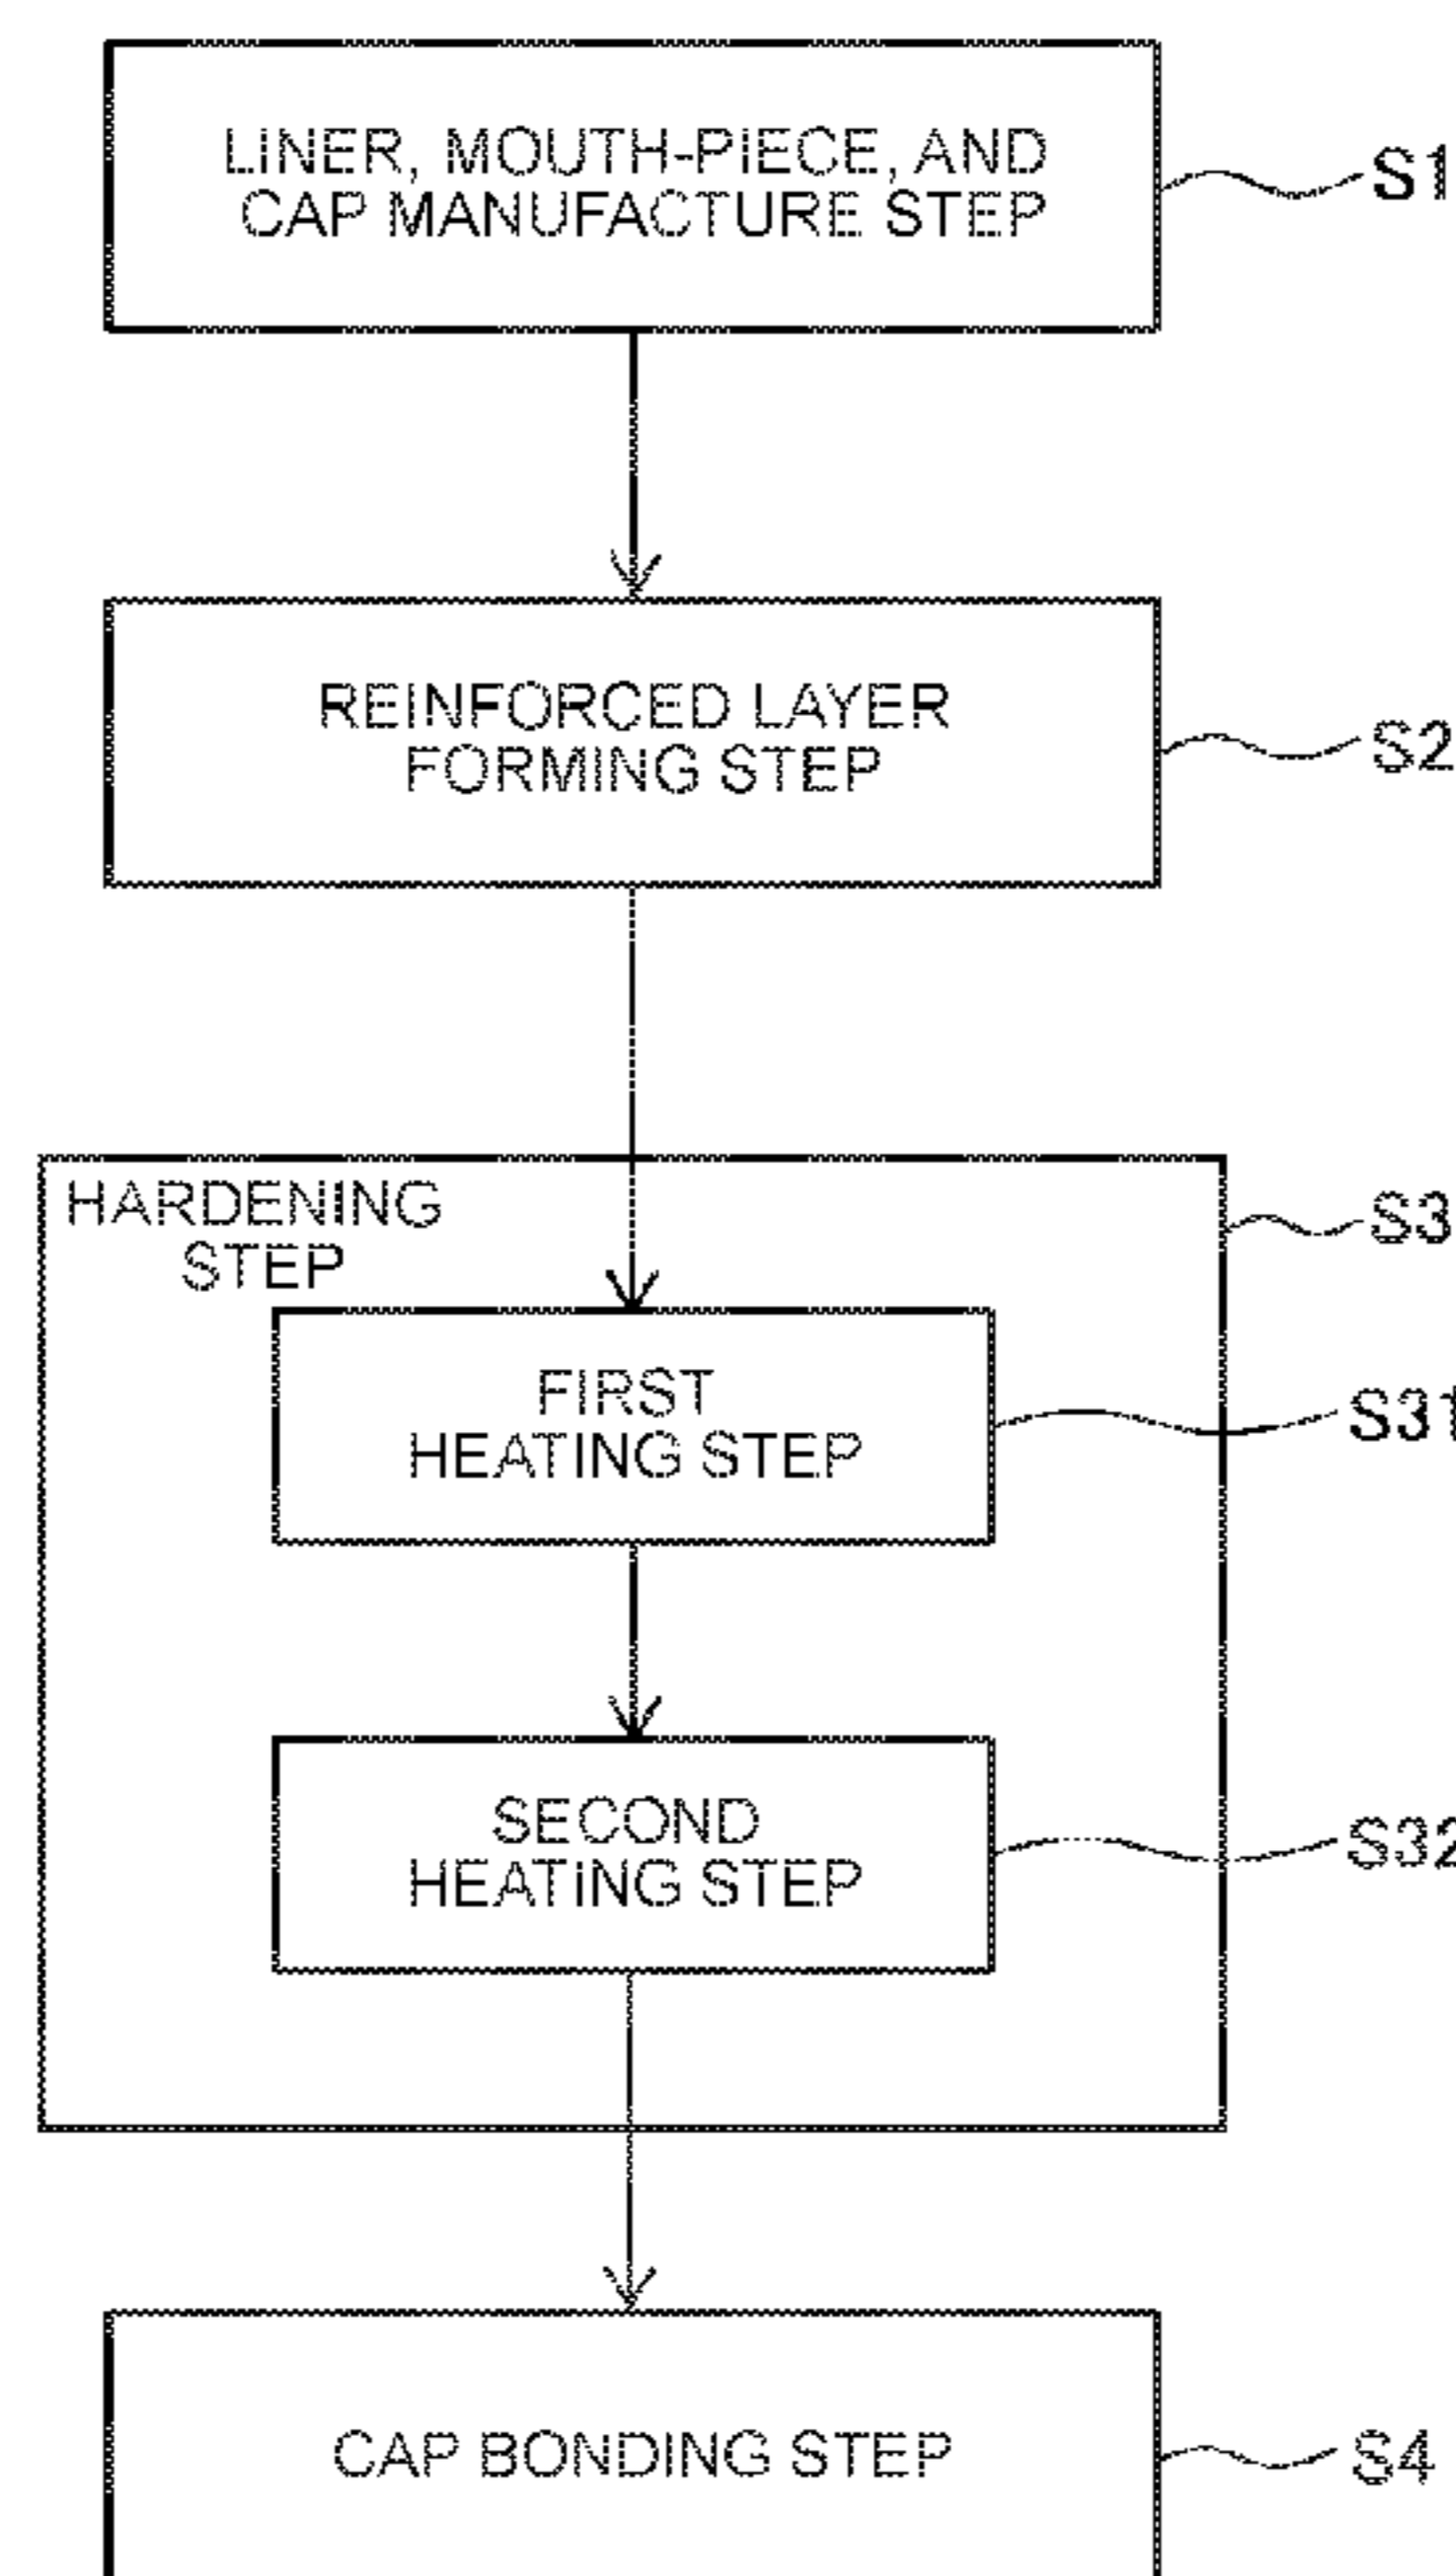 LINER, MOUTH-PIECE, AND
CAP MANUFACTURE STEP
S1
REINFORCED LAYER
FORMING STEP
S2
HARDENING
STEP
S3
FIRST
HEATING STEP
S31
SECOND
HEATING STEP
S32
CAP BONDING STEP
S4